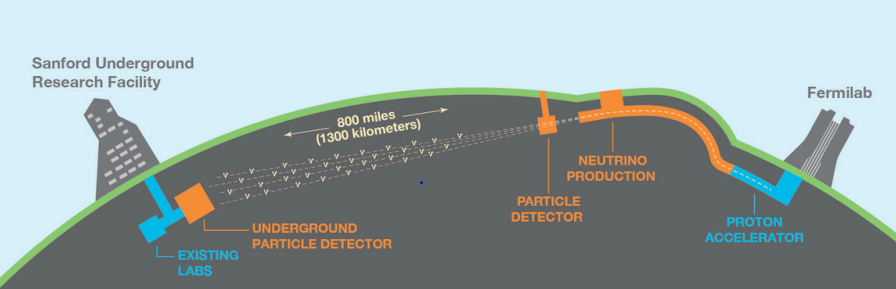 Sanford Underground
Research Facility
Fermilab
800 miles
(1300 kilometers)
NEUTRINO
PRODUCTION
PARTICLE
DETECTOR
PROTON
ACCELERATOR
UNDERGROUND
PARTICLE DETECTOR
EXISTING
LABS
ν ν ν ν ν ν ν ν
ν ν ν ν ν ν ν
ν ν ν ν ν ν ν
ν ν ν ν ν ν